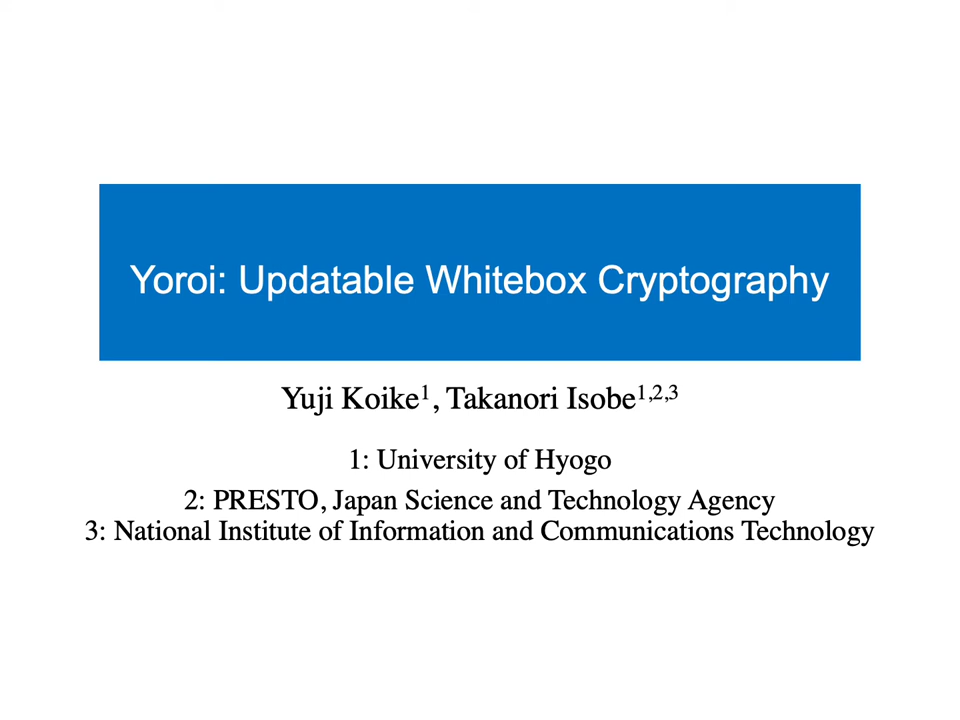 Yoroi: Updatable Whitebox Cryptography
Yuji Koike¹, Takanori Isobe¹,²,³
1: University of Hyogo
2: PRESTO, Japan Science and Technology Agency
3: National Institute of Information and Communications Technology